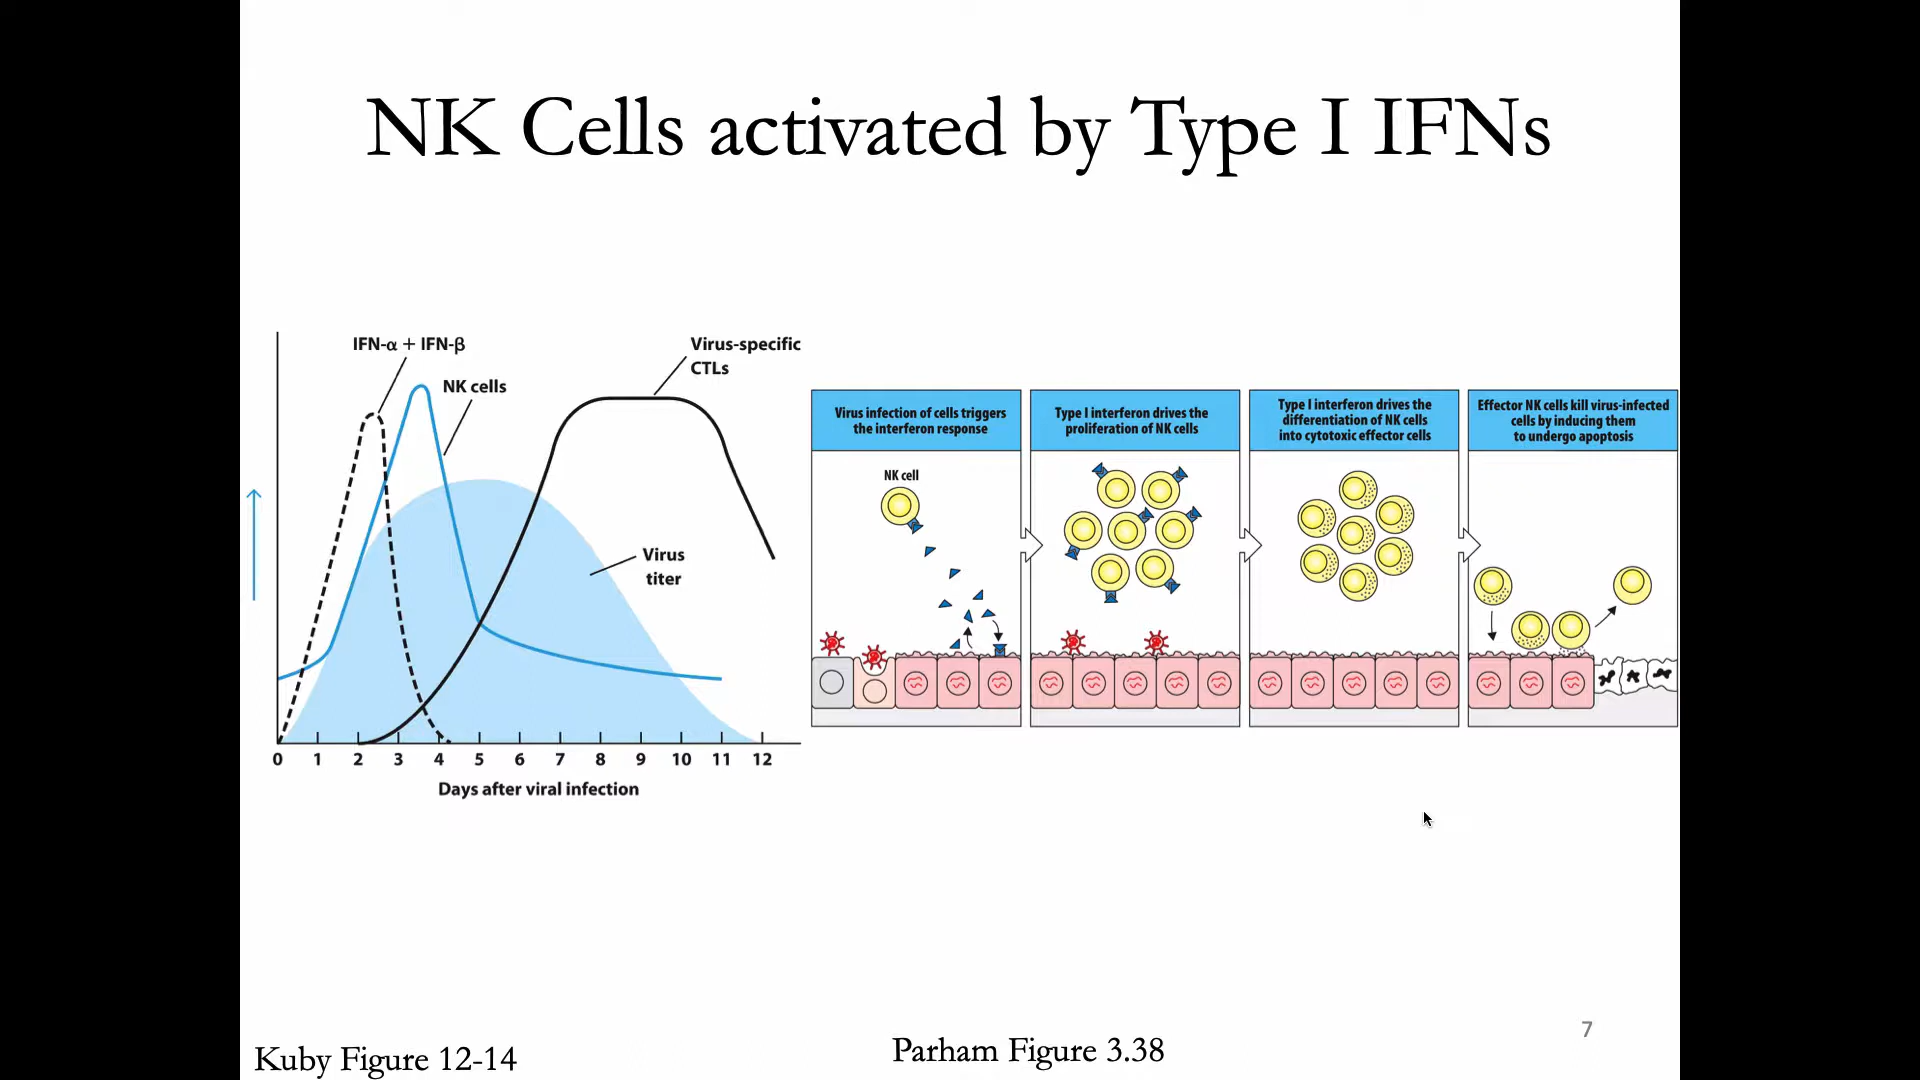 NK Cells activated by Type I IFNs
IFN-α + IFN-β
NK cells
Virus-specific
CTLs
Virus
titer
0 1 2 3 4 5 6 7 8 9 10 11 12
Days after viral infection
Virus infection of cells triggers
the interferon response
NK cell
Type I interferon drives the
proliferation of NK cells
Type I interferon drives the
differentiation of NK cells
into cytotoxic effector cells
Effector NK cells kill virus-infected
cells by inducing them
to undergo apoptosis
7
Kuby Figure 12-14
Parham Figure 3.38